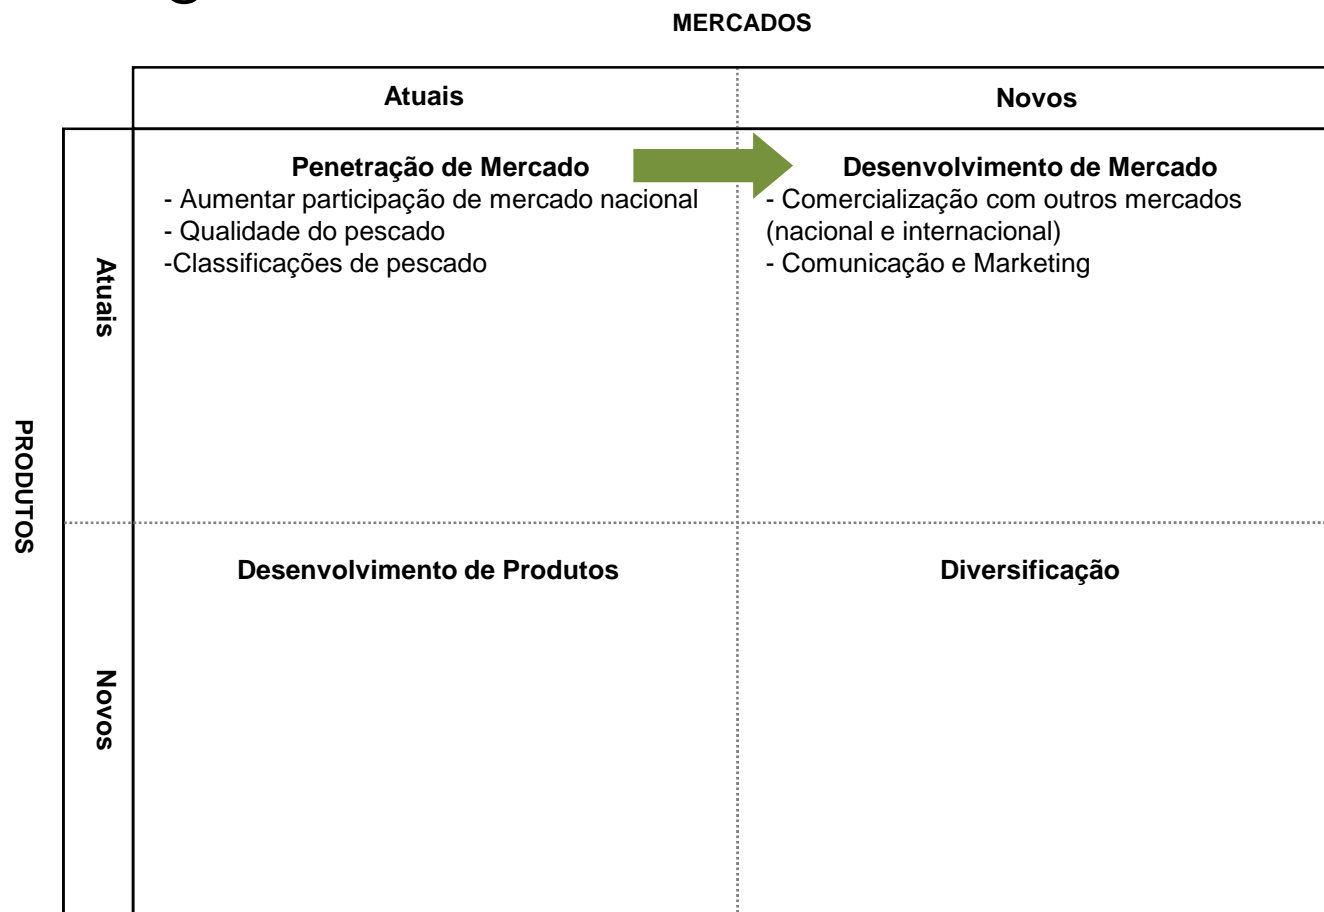 MERCADOS
Atuais
Novos
Penetração de Mercado
- Aumentar participação de mercado nacional
- Qualidade do pescado
-Classificações de pescado
Desenvolvimento de Mercado
- Comercialização com outros mercados
(nacional e internacional)
- Comunicação e Marketing
Atuais
PRODUTOS
Desenvolvimento de Produtos
Diversificação
Novos